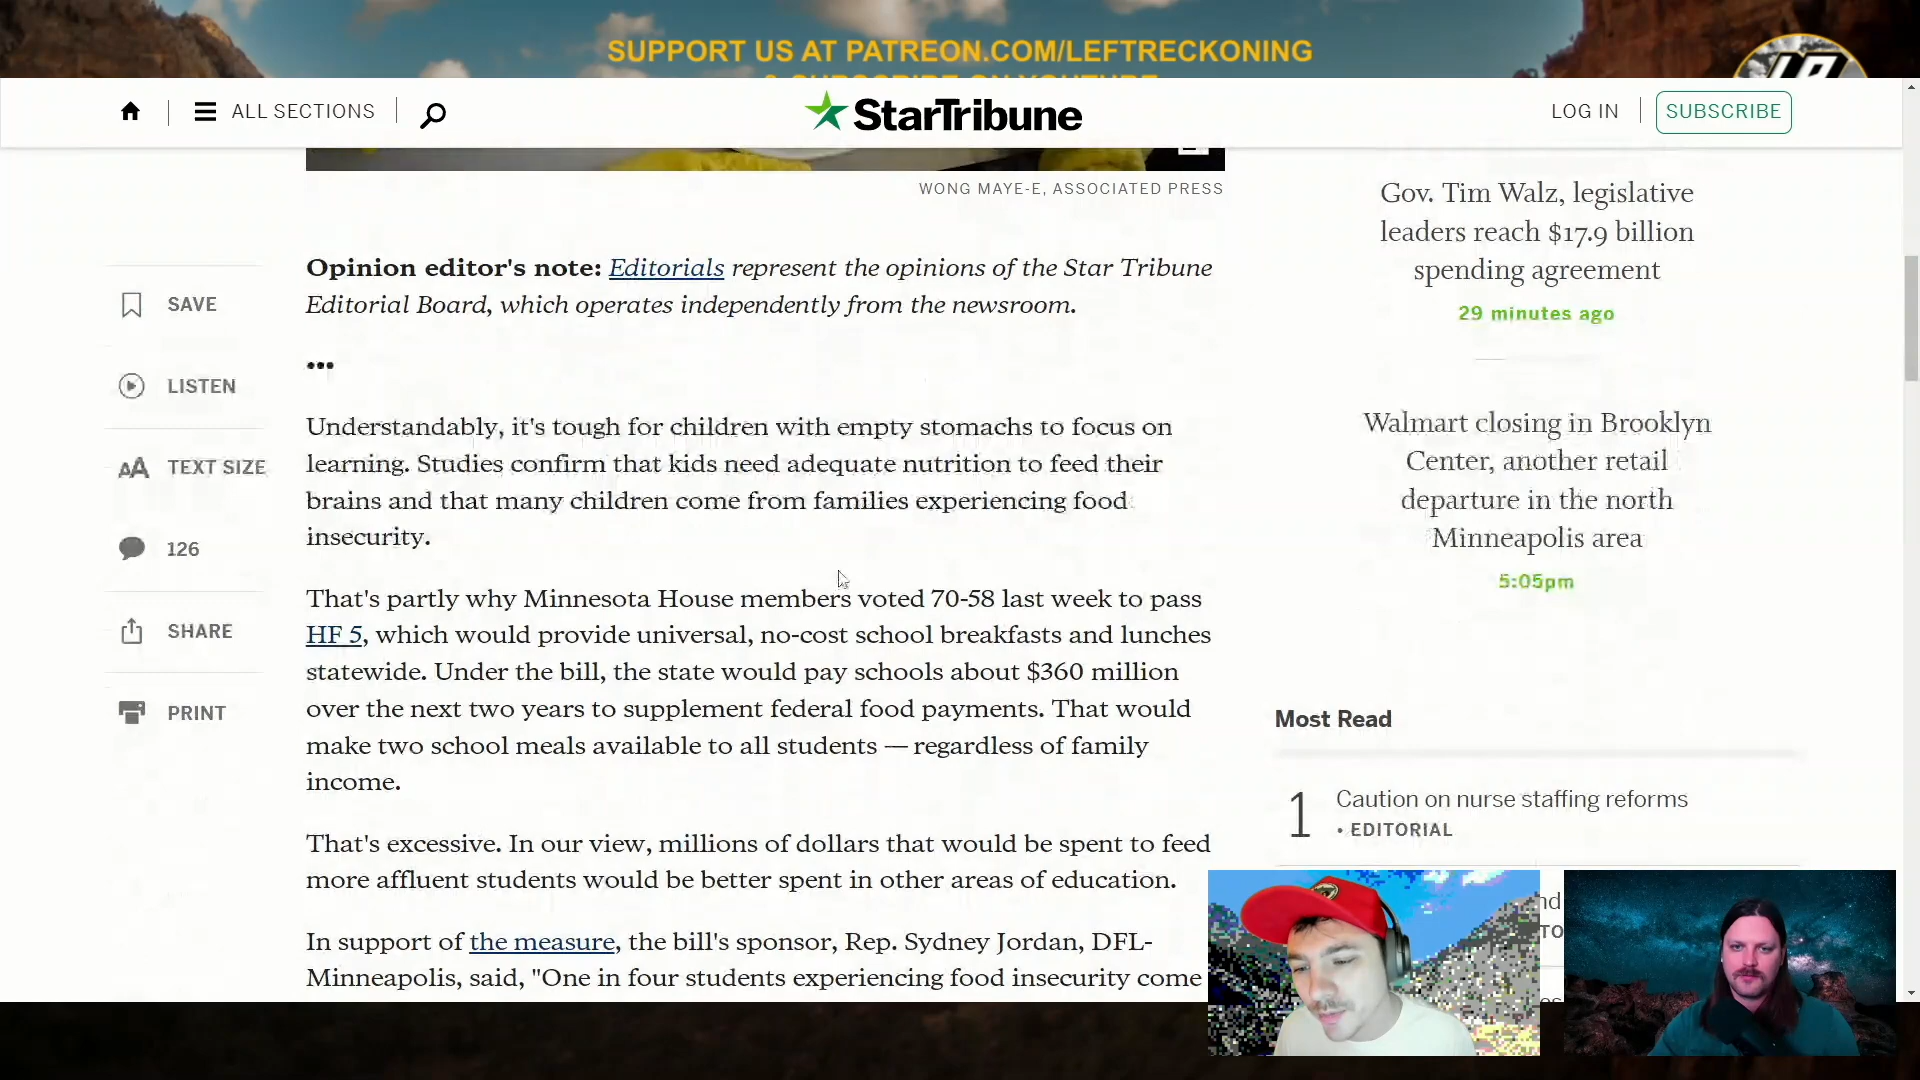 SUPPORT US AT PATREON.COM/LEFTRECKONING
ALL SECTIONS
StarTribune
LOG IN
SUBSCRIBE
WONG MAYE-E, ASSOCIATED PRESS
Opinion editor's note: Editorials represent the opinions of the Star Tribune
Editorial Board, which operates independently from the newsroom.
•••
Understandably, it's tough for children with empty stomachs to focus on
learning. Studies confirm that kids need adequate nutrition to feed their
brains and that many children come from families experiencing food
insecurity.
That's partly why Minnesota House members voted 70-58 last week to pass
HF 5, which would provide universal, no-cost school breakfasts and lunches
statewide. Under the bill, the state would pay schools about $360 million
over the next two years to supplement federal food payments. That would
make two school meals available to all students — regardless of family
income.
That's excessive. In our view, millions of dollars that would be spent to feed
more affluent students would be better spent in other areas of education.
In support of the measure, the bill's sponsor, Rep. Sydney Jordan, DFL-
Minneapolis, said, "One in four students experiencing food insecurity come
SAVE
LISTEN
AA TEXT SIZE
126
SHARE
PRINT
Gov. Tim Walz, legislative
leaders reach $17.9 billion
spending agreement
29 minutes ago
Walmart closing in Brooklyn
Center, another retail
departure in the north
Minneapolis area
5:05pm
Most Read
1
Caution on nurse staffing reforms
• EDITORIAL